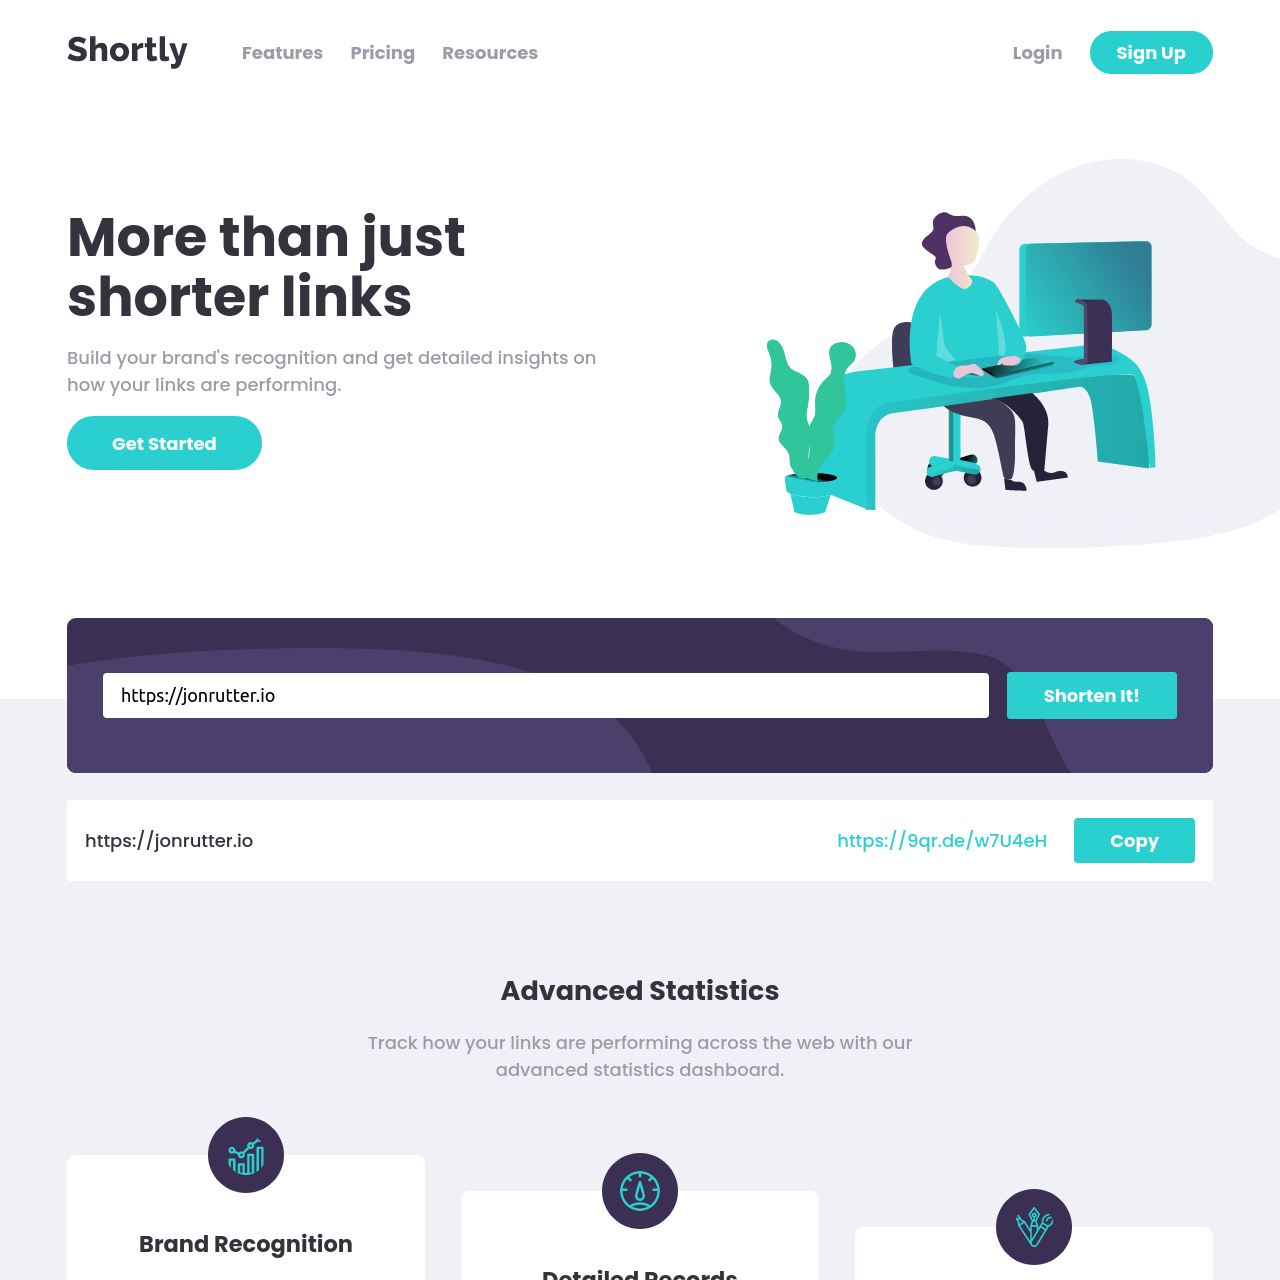 Shortly
Features
Pricing
Resources
Login
Sign Up
More than just
shorter links
Build your brand's recognition and get detailed insights on
how your links are performing.
Get Started
https://jonrutter.io
Shorten It!
https://jonrutter.io
https://9qr.de/w7U4eH
Copy
Advanced Statistics
Track how your links are performing across the web with our
advanced statistics dashboard.
Brand Recognition
Detailed Records